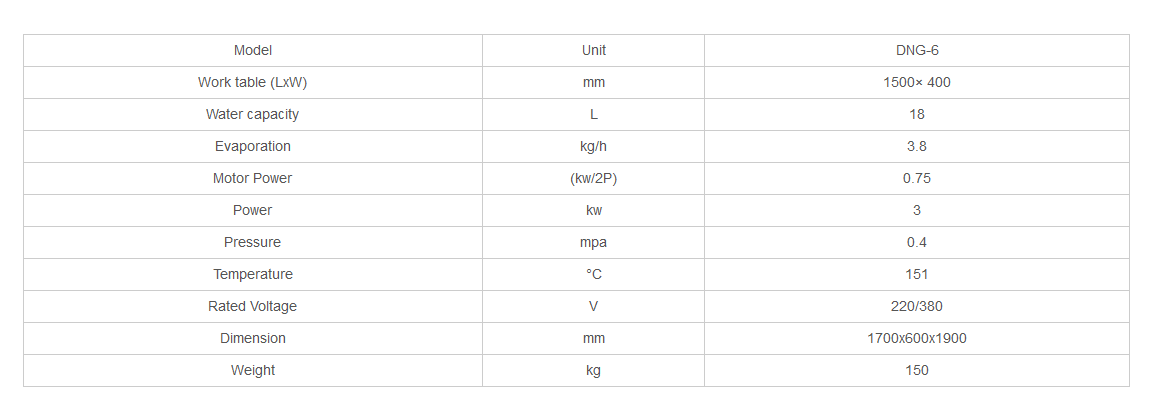 Model Unit DNG-6
Work table (LxW) mm 1500× 400
Water capacity L 18
Evaporation kg/h 3.8
Motor Power (kw/2P) 0.75
Power kw 3
Pressure mpa 0.4
Temperature °C 151
Rated Voltage V 220/380
Dimension mm 1700x600x1900
Weight kg 150